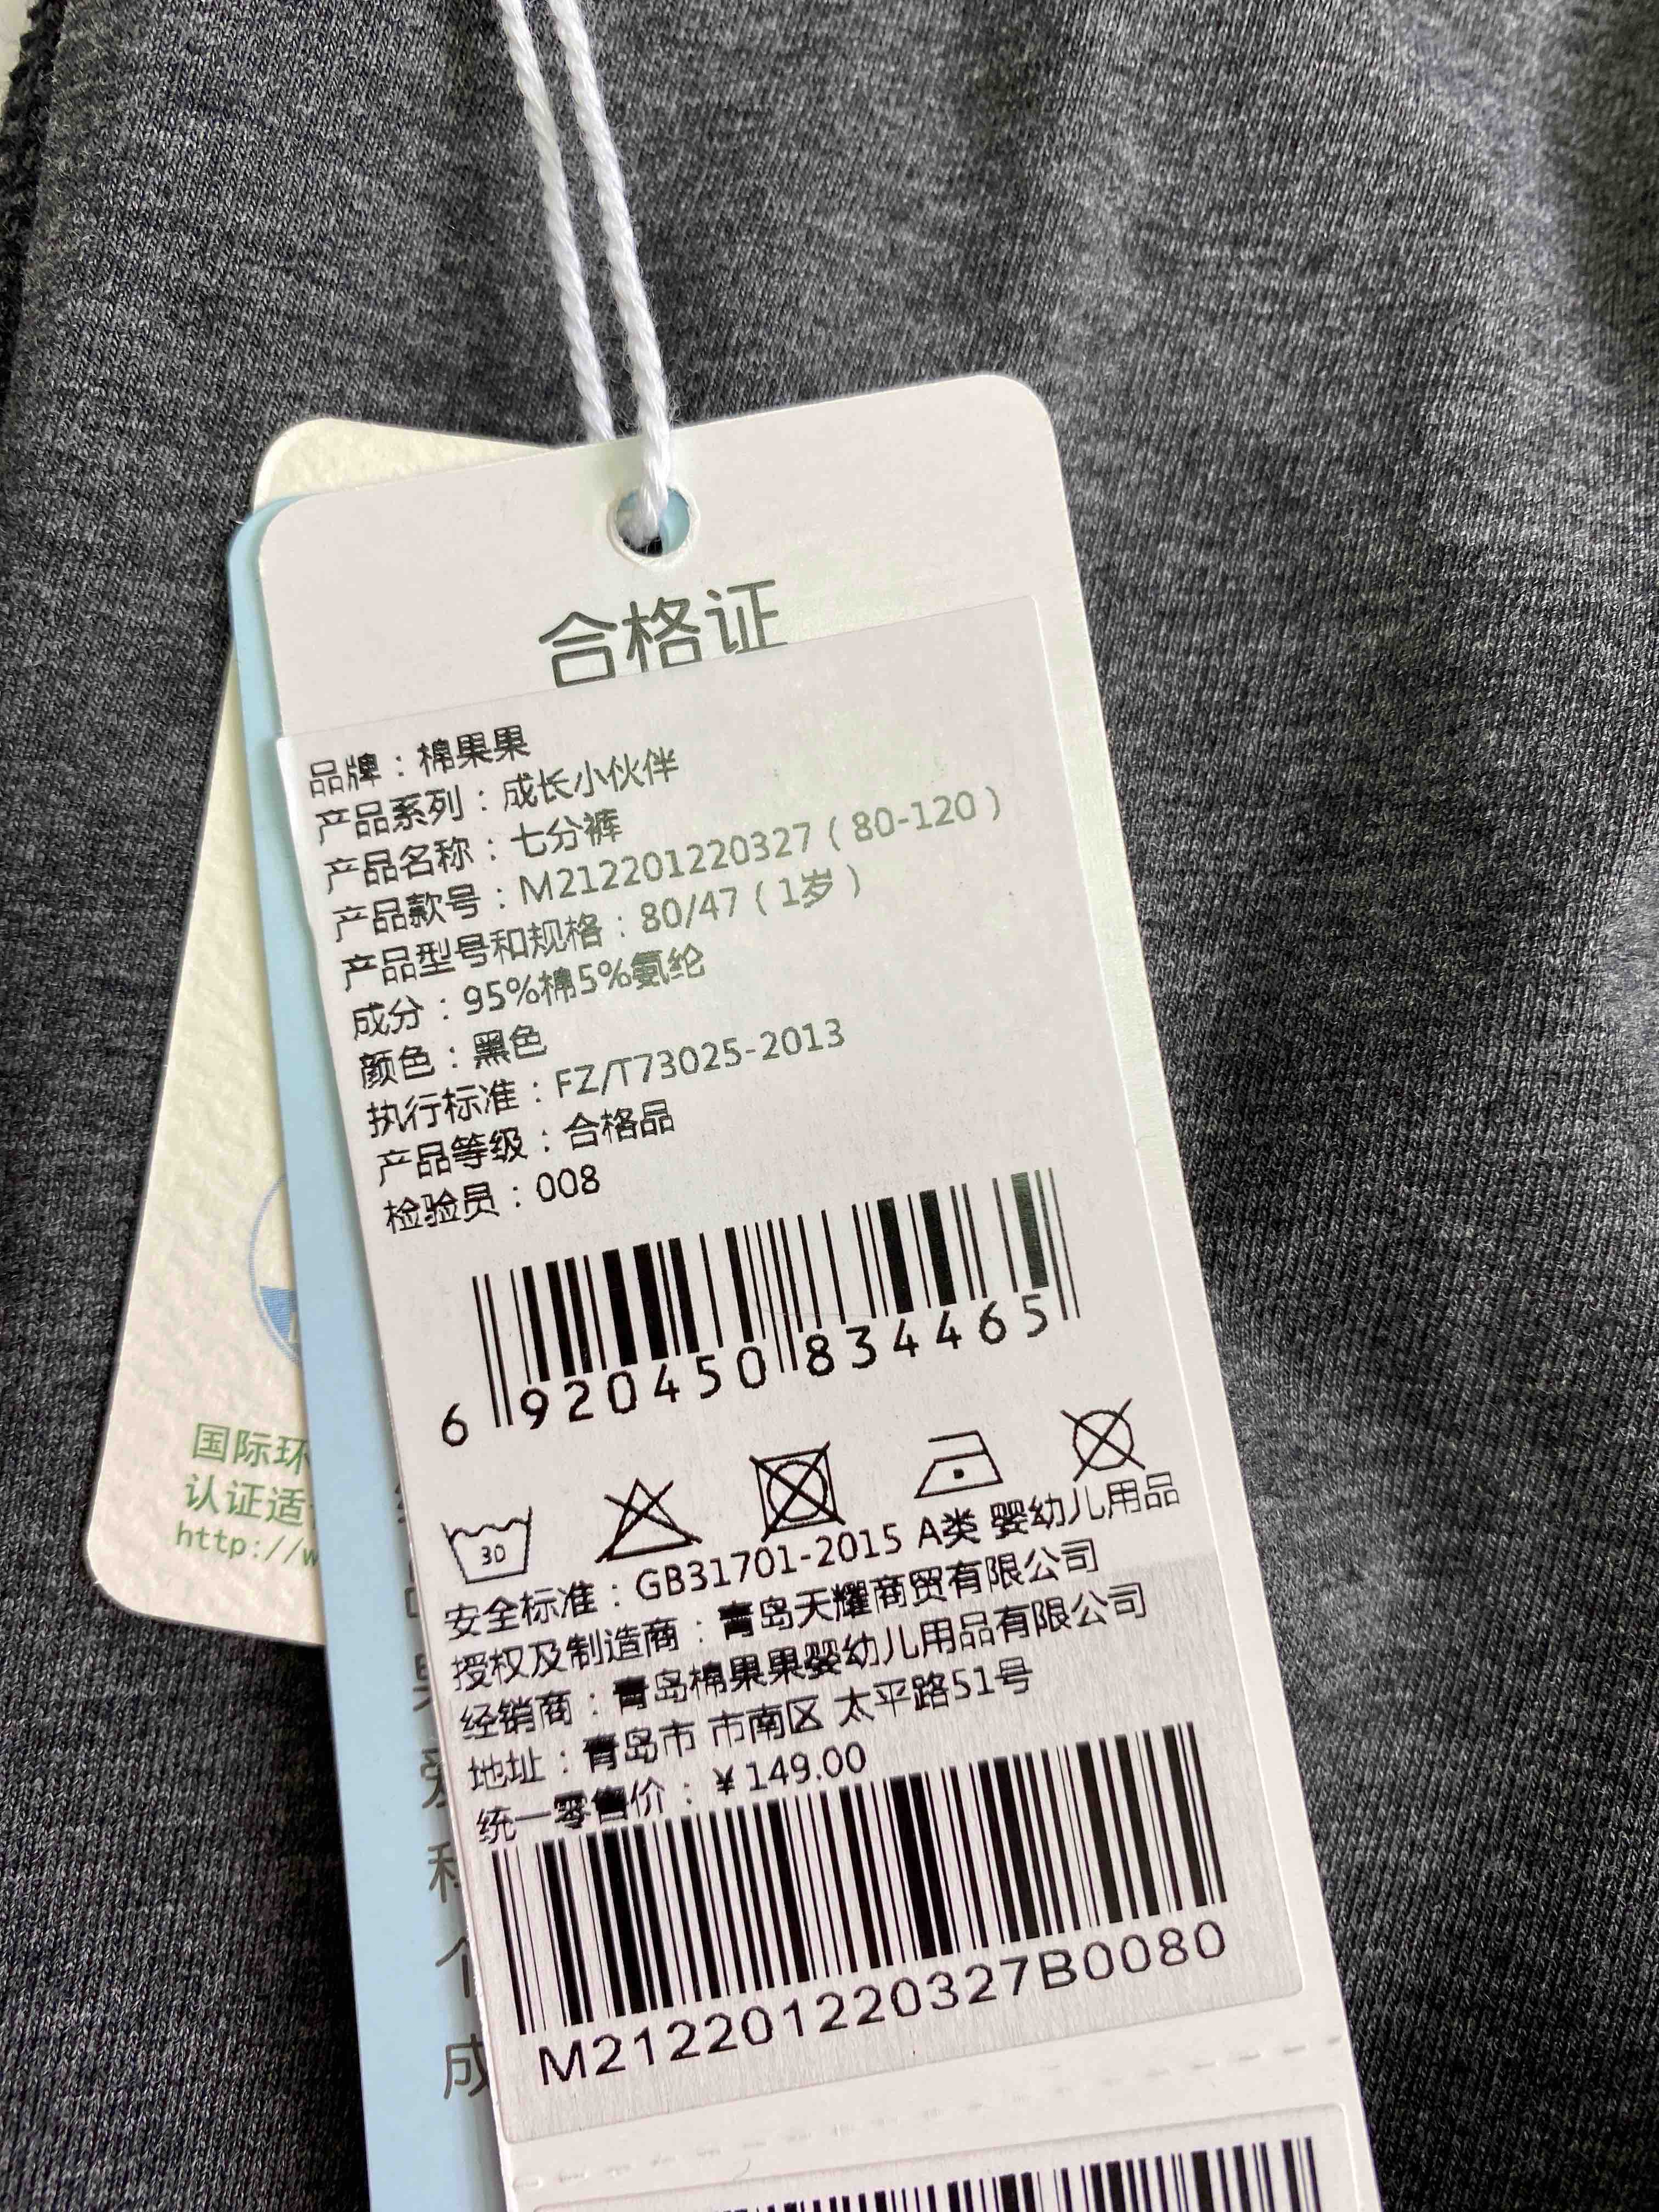 合格证
品牌：棉果果
产品系列：成长小伙伴
产品名称：七分裤
产品款号：M212201220327（80-120）
产品型号和规格：80/47（1岁）
成分：95%棉5%氨纶
颜色：黑色
执行标准：FZ/T73025-2013
产品等级：合格品
检验员：008
6 920450 834465
30
安全标准：GB31701-2015 A类 婴幼儿用品
授权及制造商：青岛天耀商贸有限公司
经销商：青岛棉果果婴幼儿用品有限公司
地址：青岛市 市南区 太平路51号
统一零售价：￥149.00
M212201220327B0080
国际环
认证适
http://w
成